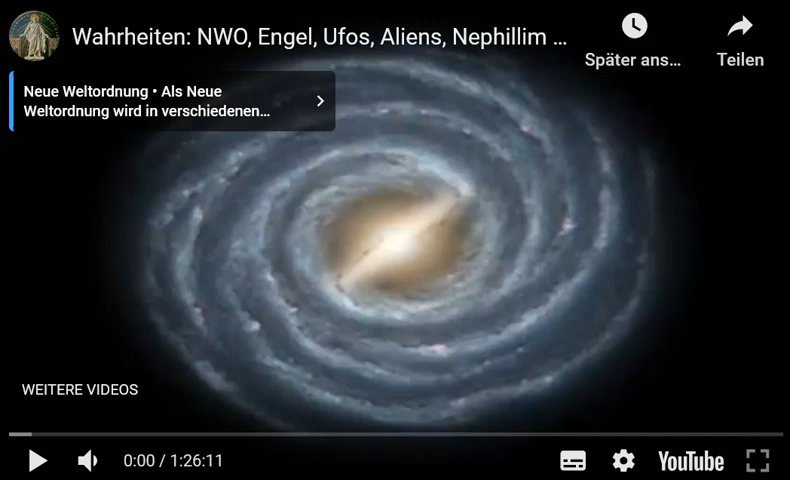 Wahrheiten: NWO, Engel, Ufos, Aliens, Nephillim ...
Später ans...
Teilen
Neue Weltordnung • Als Neue
Weltordnung wird in verschiedenen...
WEITERE VIDEOS
0:00 / 1:26:11
YouTube